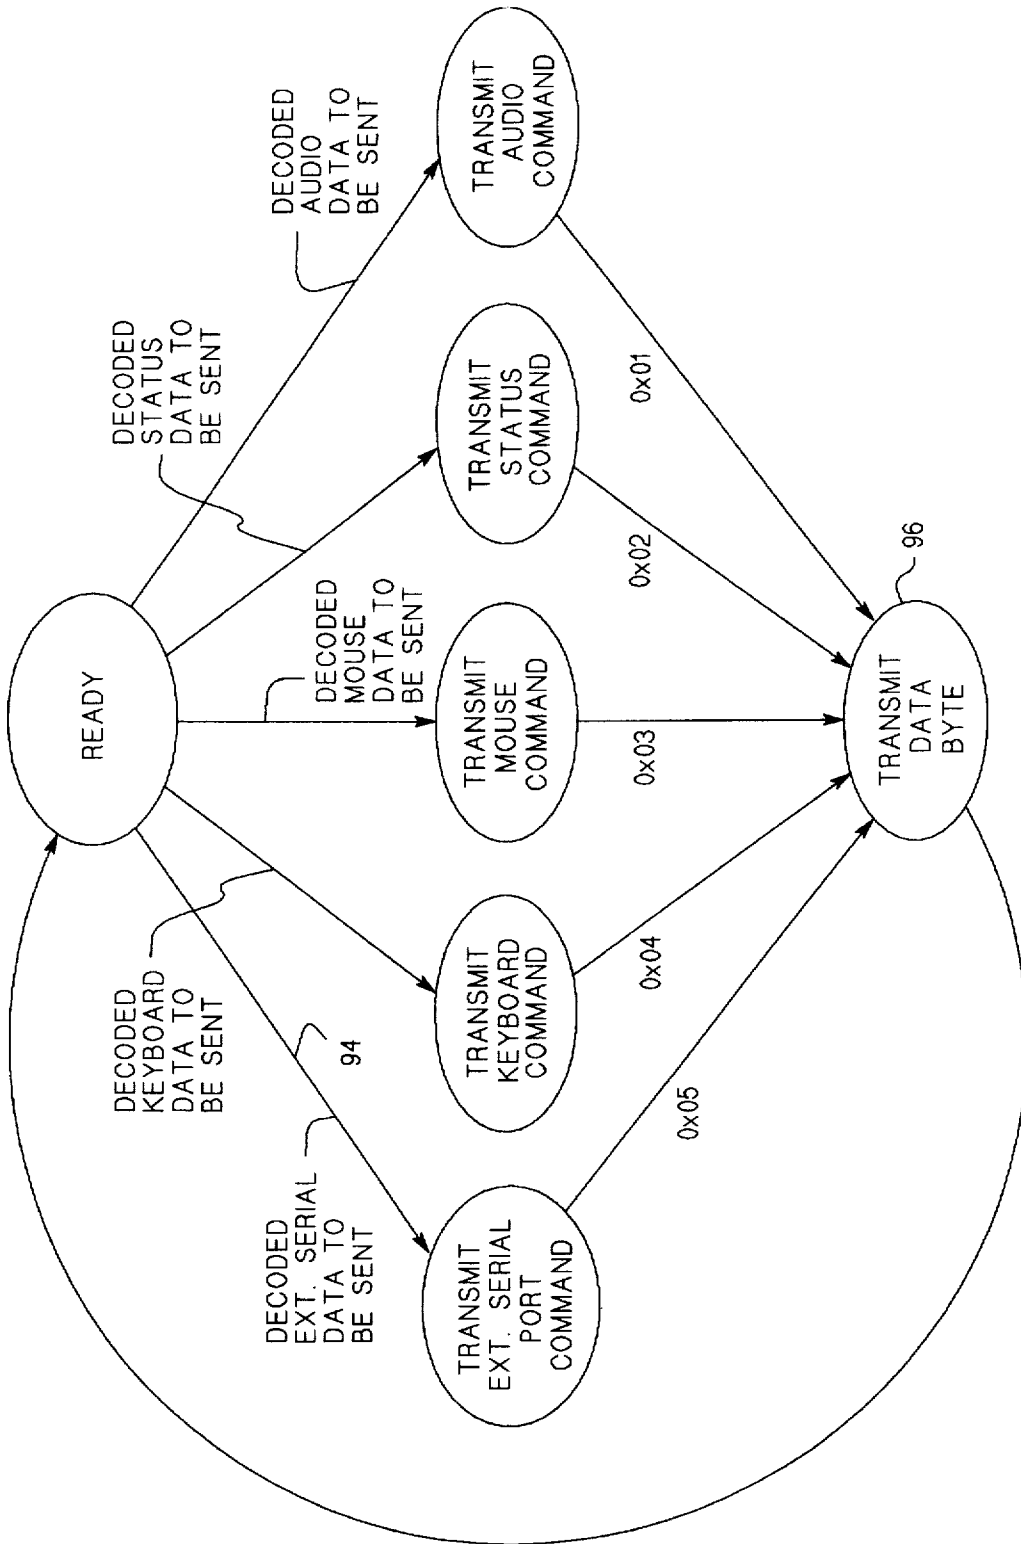 READY
DECODED
EXT. SERIAL
DATA TO
BE SENT
DECODED
KEYBOARD
DATA TO
BE SENT
DECODED
MOUSE
DATA TO
BE SENT
DECODED
STATUS
DATA TO
BE SENT
DECODED
AUDIO
DATA TO
BE SENT
94
TRANSMIT
EXT. SERIAL
PORT
COMMAND
TRANSMIT
KEYBOARD
COMMAND
TRANSMIT
MOUSE
COMMAND
TRANSMIT
STATUS
COMMAND
TRANSMIT
AUDIO
COMMAND
0x05
0x04
0x03
0x02
0x01
TRANSMIT
DATA
BYTE
96